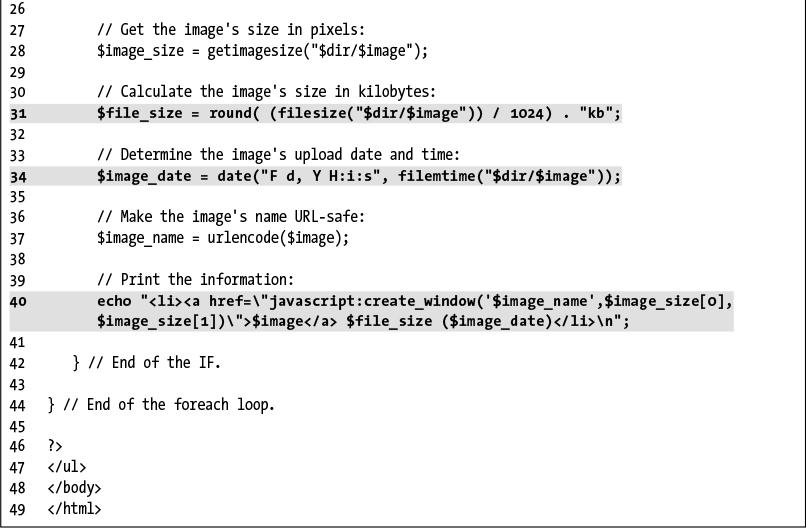 26
27 // Get the image's size in pixels:
28 $image_size = getimagesize("$dir/$image");
29
30 // Calculate the image's size in kilobytes:
31 $file_size = round( (filesize("$dir/$image")) / 1024) . "kb";
32
33 // Determine the image's upload date and time:
34 $image_date = date("F d, Y H:i:s", filemtime("$dir/$image"));
35
36 // Make the image's name URL-safe:
37 $image_name = urlencode($image);
38
39 // Print the information:
40 echo "<li><a href=\"javascript:create_window('$image_name',$image_size[0],
$image_size[1])\">$image</a> $file_size ($image_date)</li>\n";
41
42 } // End of the IF.
43
44 } // End of the foreach loop.
45
46 ?>
47 </ul>
48 </body>
49 </html>